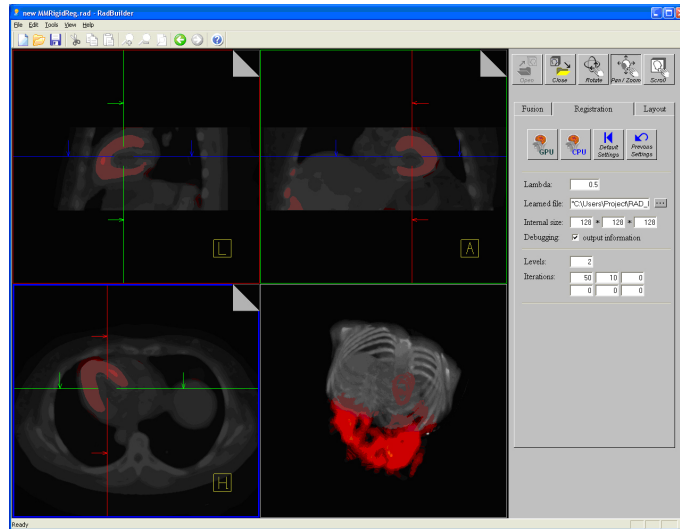 new MMRigidReg.rad - RadBuilder
File Edit Tools View Help
Open Close Rotate Pan / Zoom Scroll
Fusion Registration Layout
GPU CPU Default Settings Previous Settings
Lambda: 0.5
Learned file: "C:\Users\Project\RAD_I ...
Internal size: 128 * 128 * 128
Debugging: output information
Levels: 2
Iterations: 50 10 0
0 0 0
L
A
H
Ready